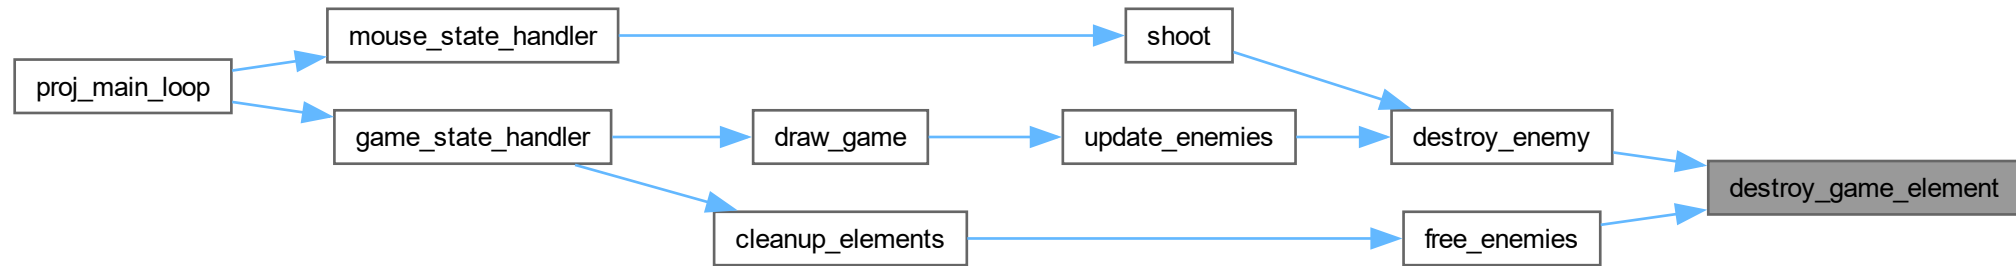 mouse_state_handler
shoot
proj_main_loop
game_state_handler
draw_game
update_enemies
destroy_enemy
destroy_game_element
cleanup_elements
free_enemies